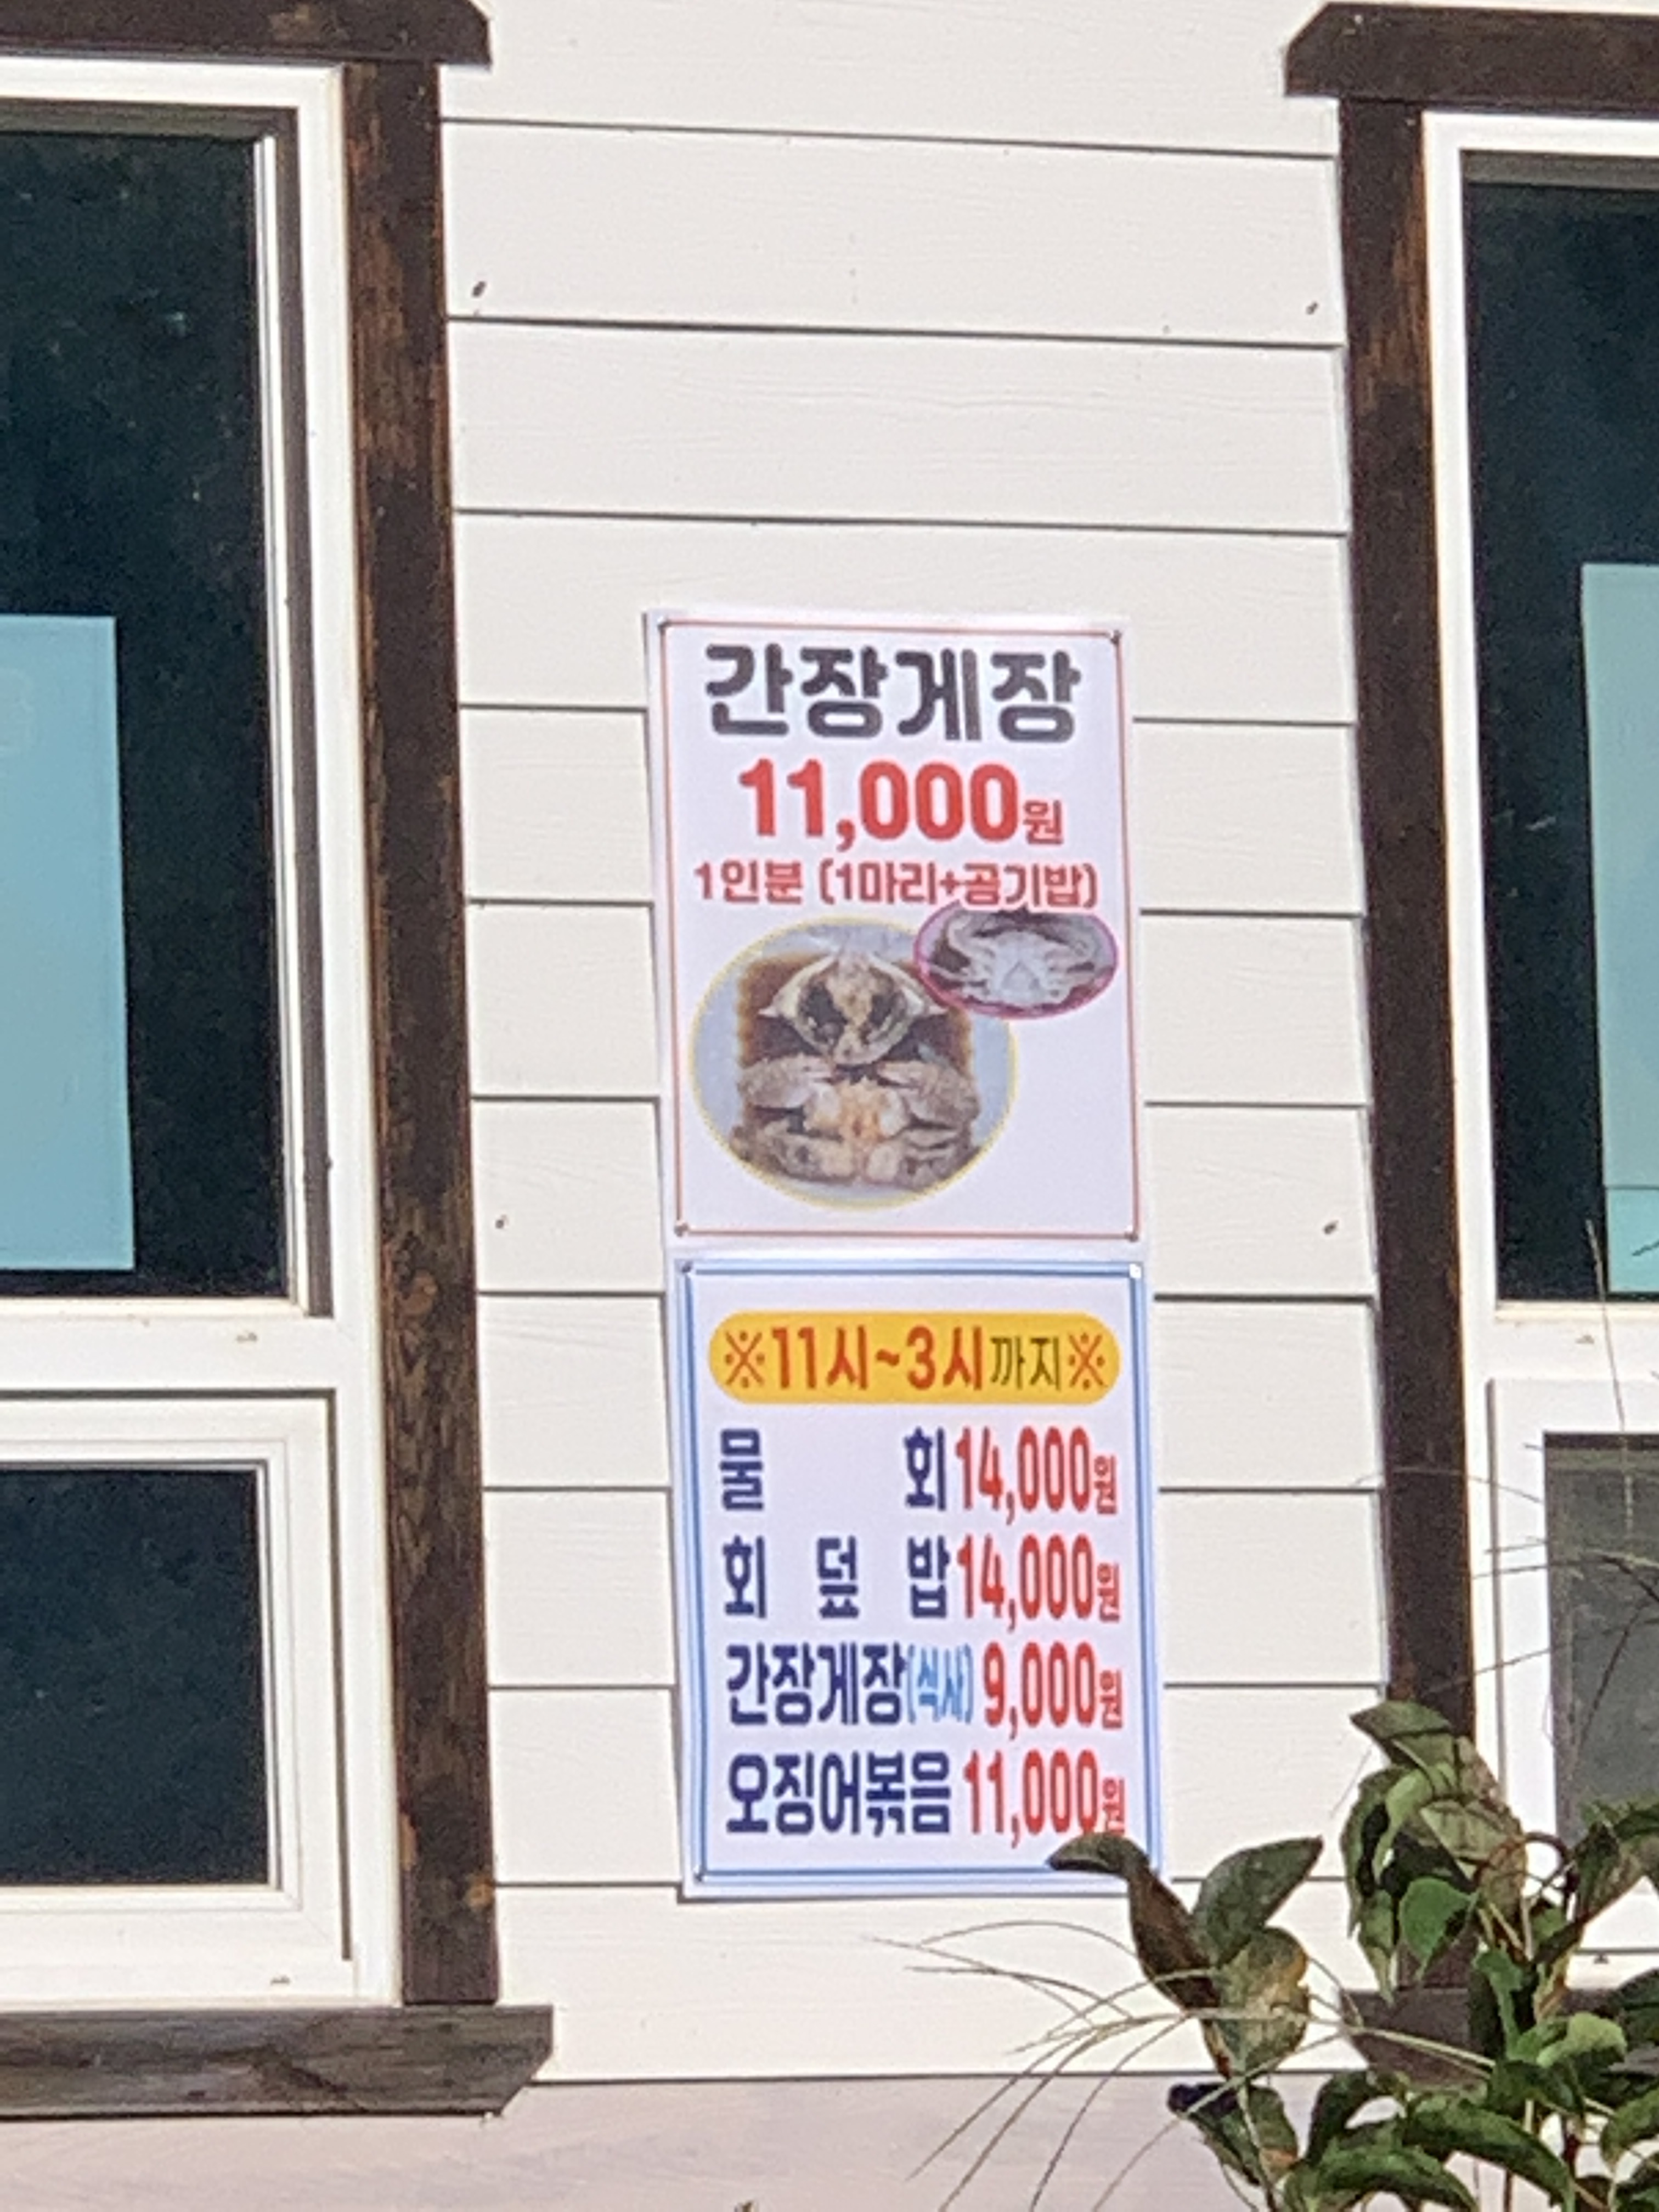 간장게장
11,000원
1인분 (1마리+공기밥)
※11시~3시까지※
물 회 14,000원
회 덮 밥 14,000원
간장게장(식사) 9,000원
오징어볶음 11,000원